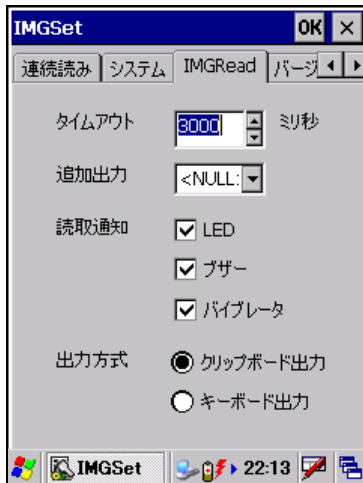 IMGSet OK ×
連続読み システム IMGRead バージ
タイムアウト 3000 ミリ秒
追加出力 <NULL:
読取通知 LED
ブザー
バイブレータ
出力方式 クリップボード出力
キーボード出力
IMGSet 22:13